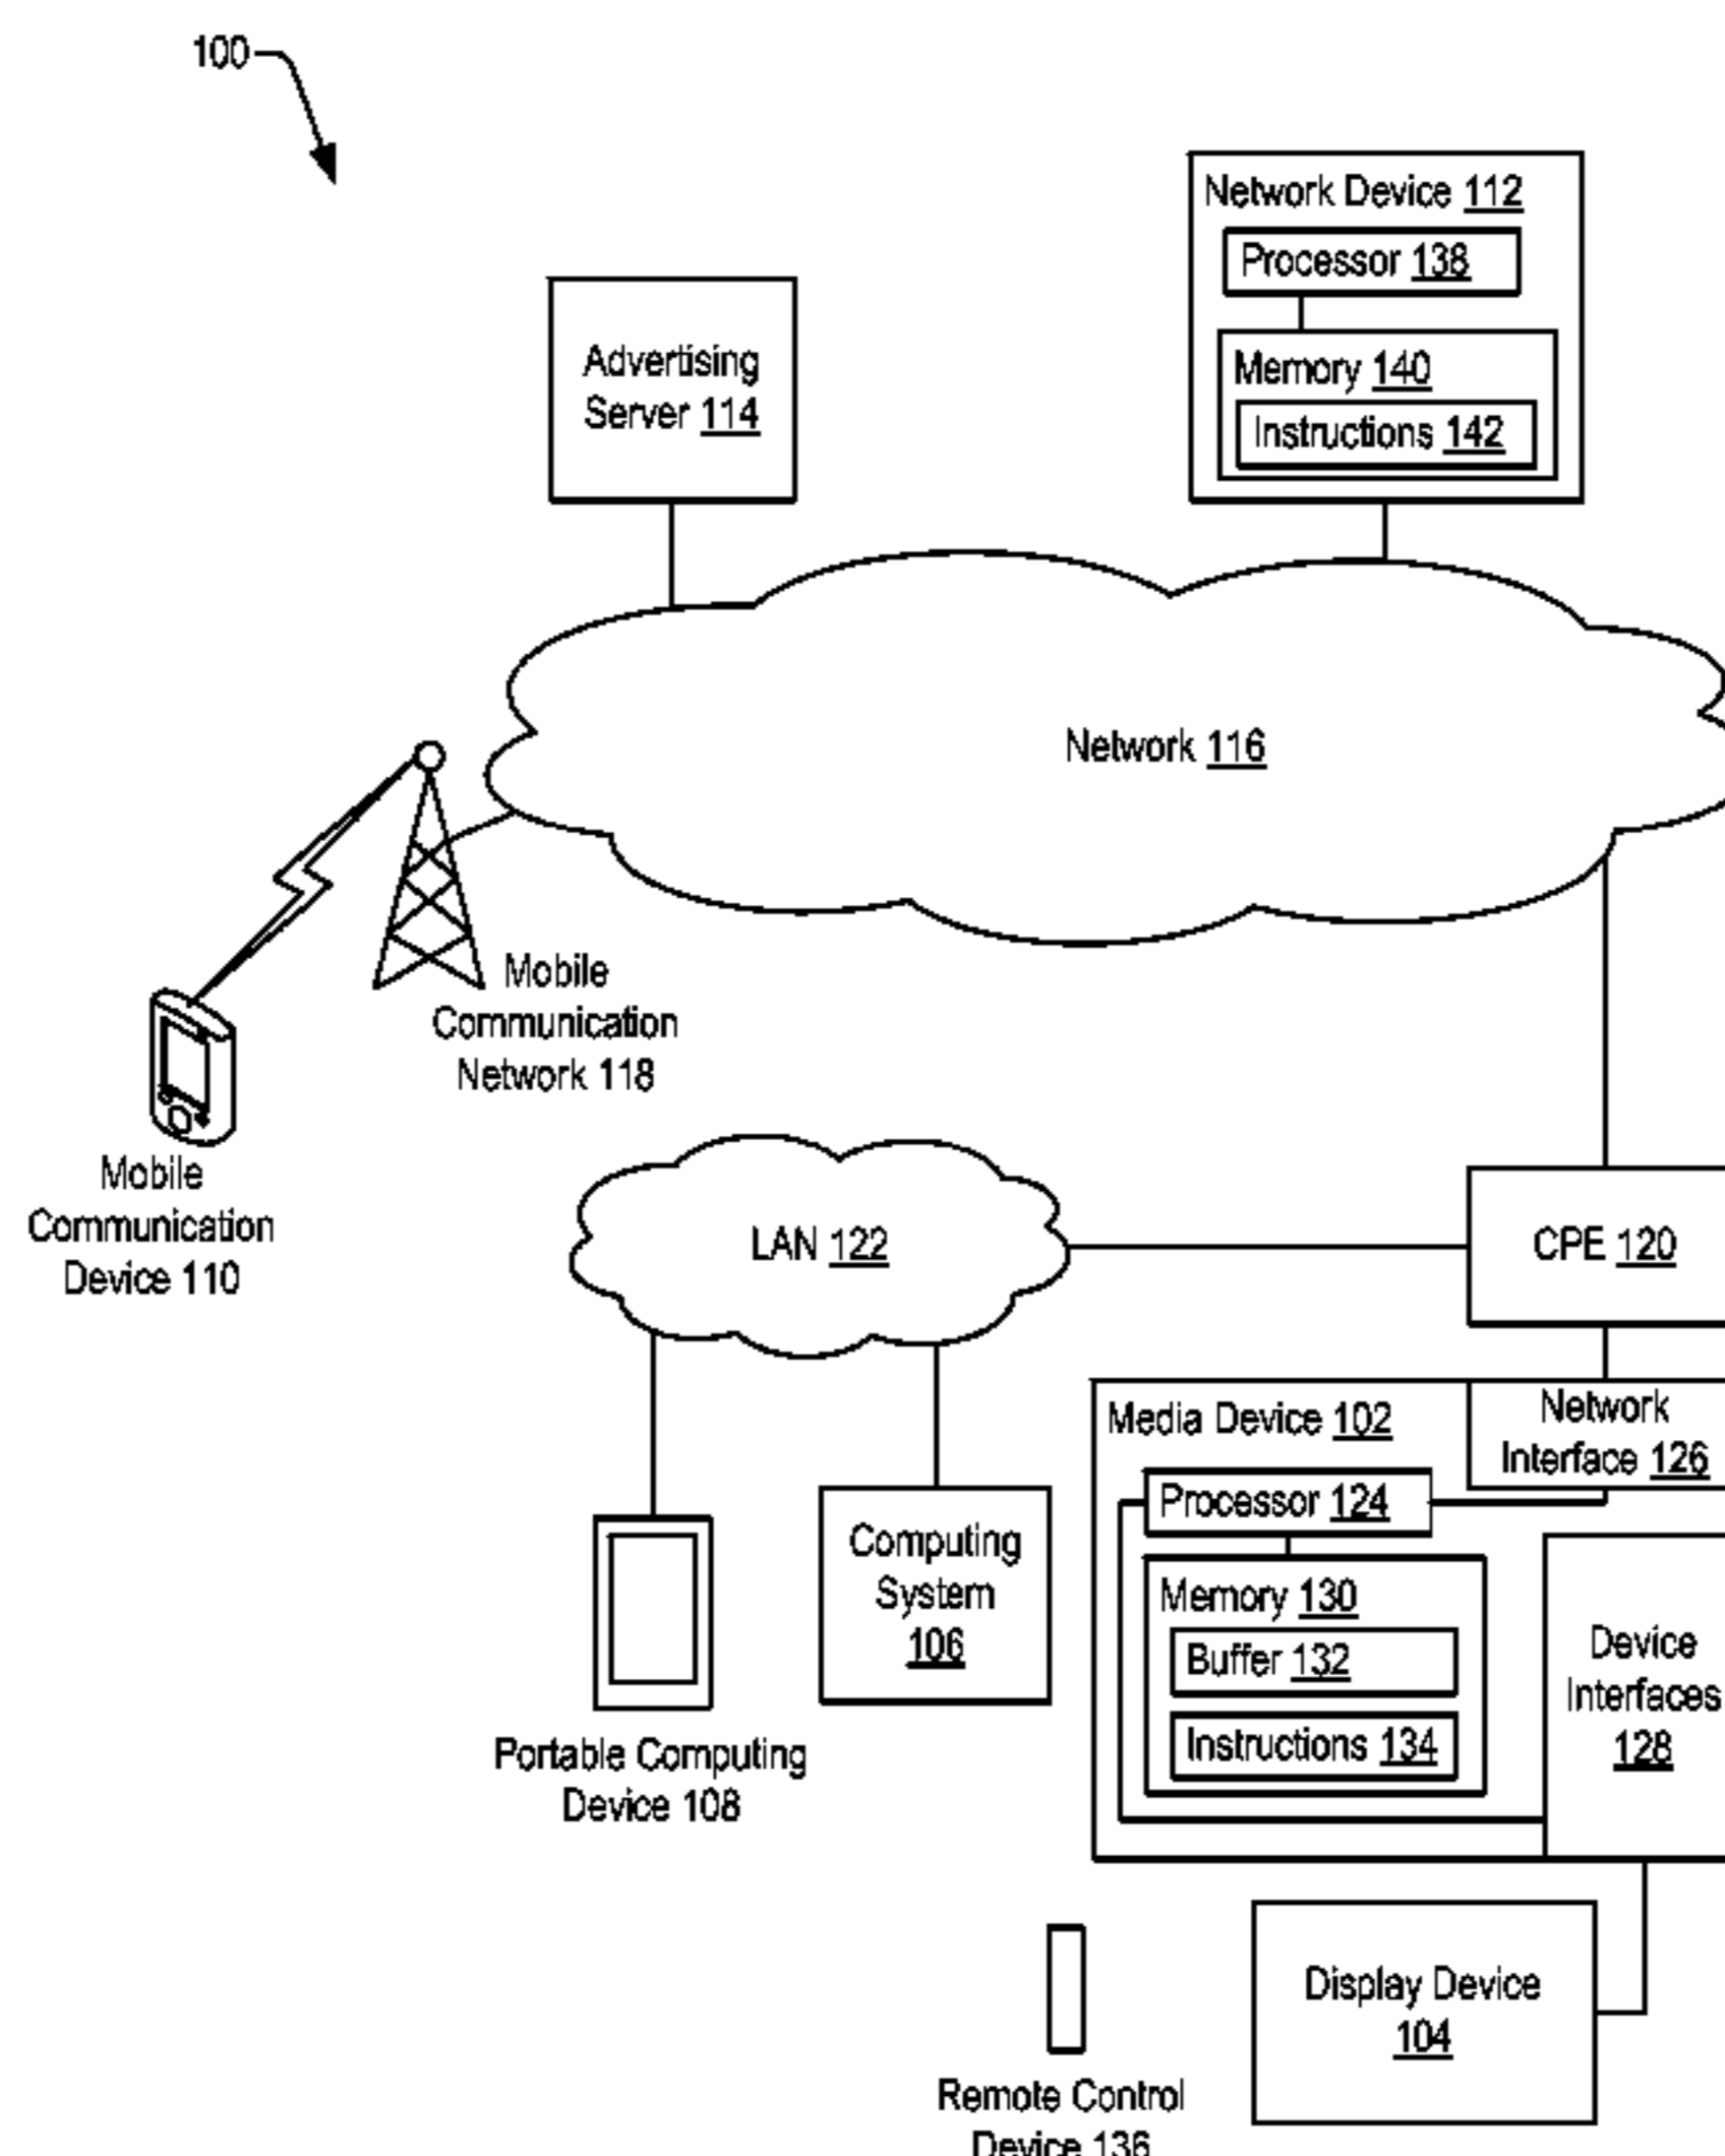 100
Network Device 112
Processor 138
Memory 140
Instructions 142
Advertising
Server 114
Network 116
Mobile
Communication
Network 118
Mobile
Communication
Device 110
LAN 122
CPE 120
Media Device 102
Network
Interface 126
Processor 124
Memory 130
Buffer 132
Instructions 134
Device
Interfaces
128
Computing
System
106
Portable Computing
Device 108
Display Device
104
Remote Control
Device 136